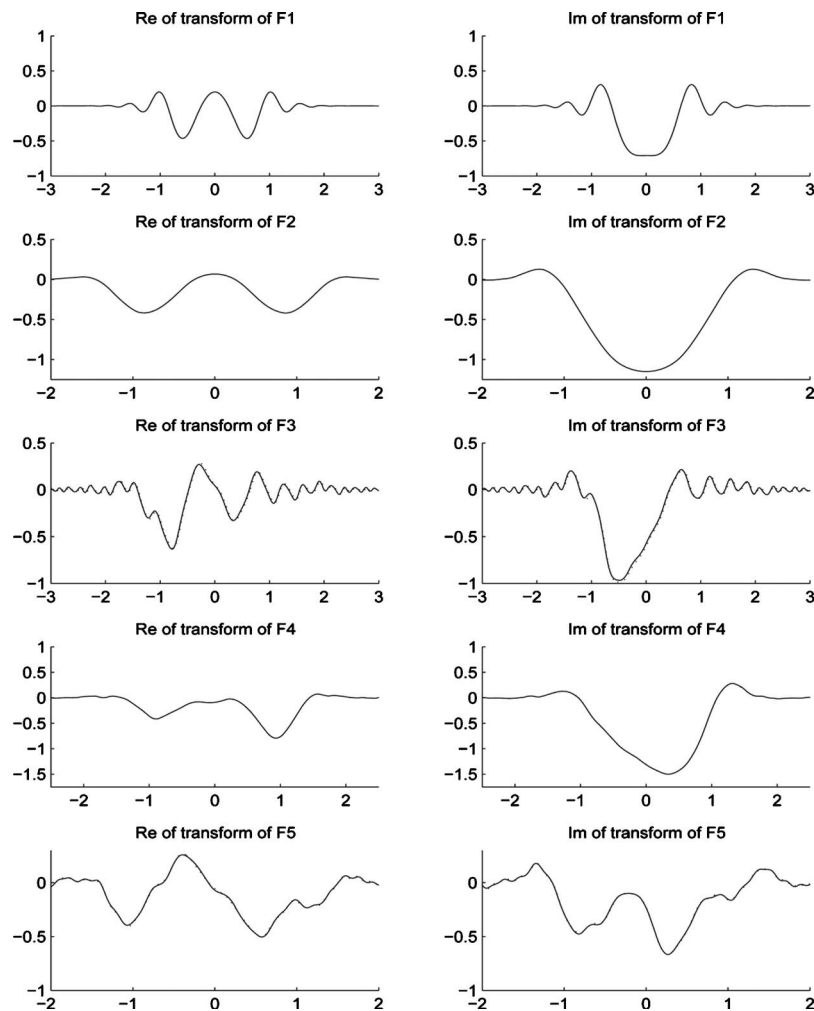 Re of transform of F1
1
0.5
0
−0.5
−1
−3 −2 −1 0 1 2 3
Im of transform of F1
1
0.5
0
−0.5
−1
−3 −2 −1 0 1 2 3
Re of transform of F2
0.5
0
−0.5
−1
−2 −1 0 1 2
Im of transform of F2
0.5
0
−0.5
−1
−2 −1 0 1 2
Re of transform of F3
0.5
0
−0.5
−1
−3 −2 −1 0 1 2 3
Im of transform of F3
0.5
0
−0.5
−1
−3 −2 −1 0 1 2 3
Re of transform of F4
1
0.5
0
−0.5
−1
−1.5
−2 −1 0 1 2
Im of transform of F4
1
0.5
0
−0.5
−1
−1.5
−2 −1 0 1 2
Re of transform of F5
0
−0.5
−1
−2 −1 0 1 2
Im of transform of F5
0
−0.5
−1
−2 −1 0 1 2